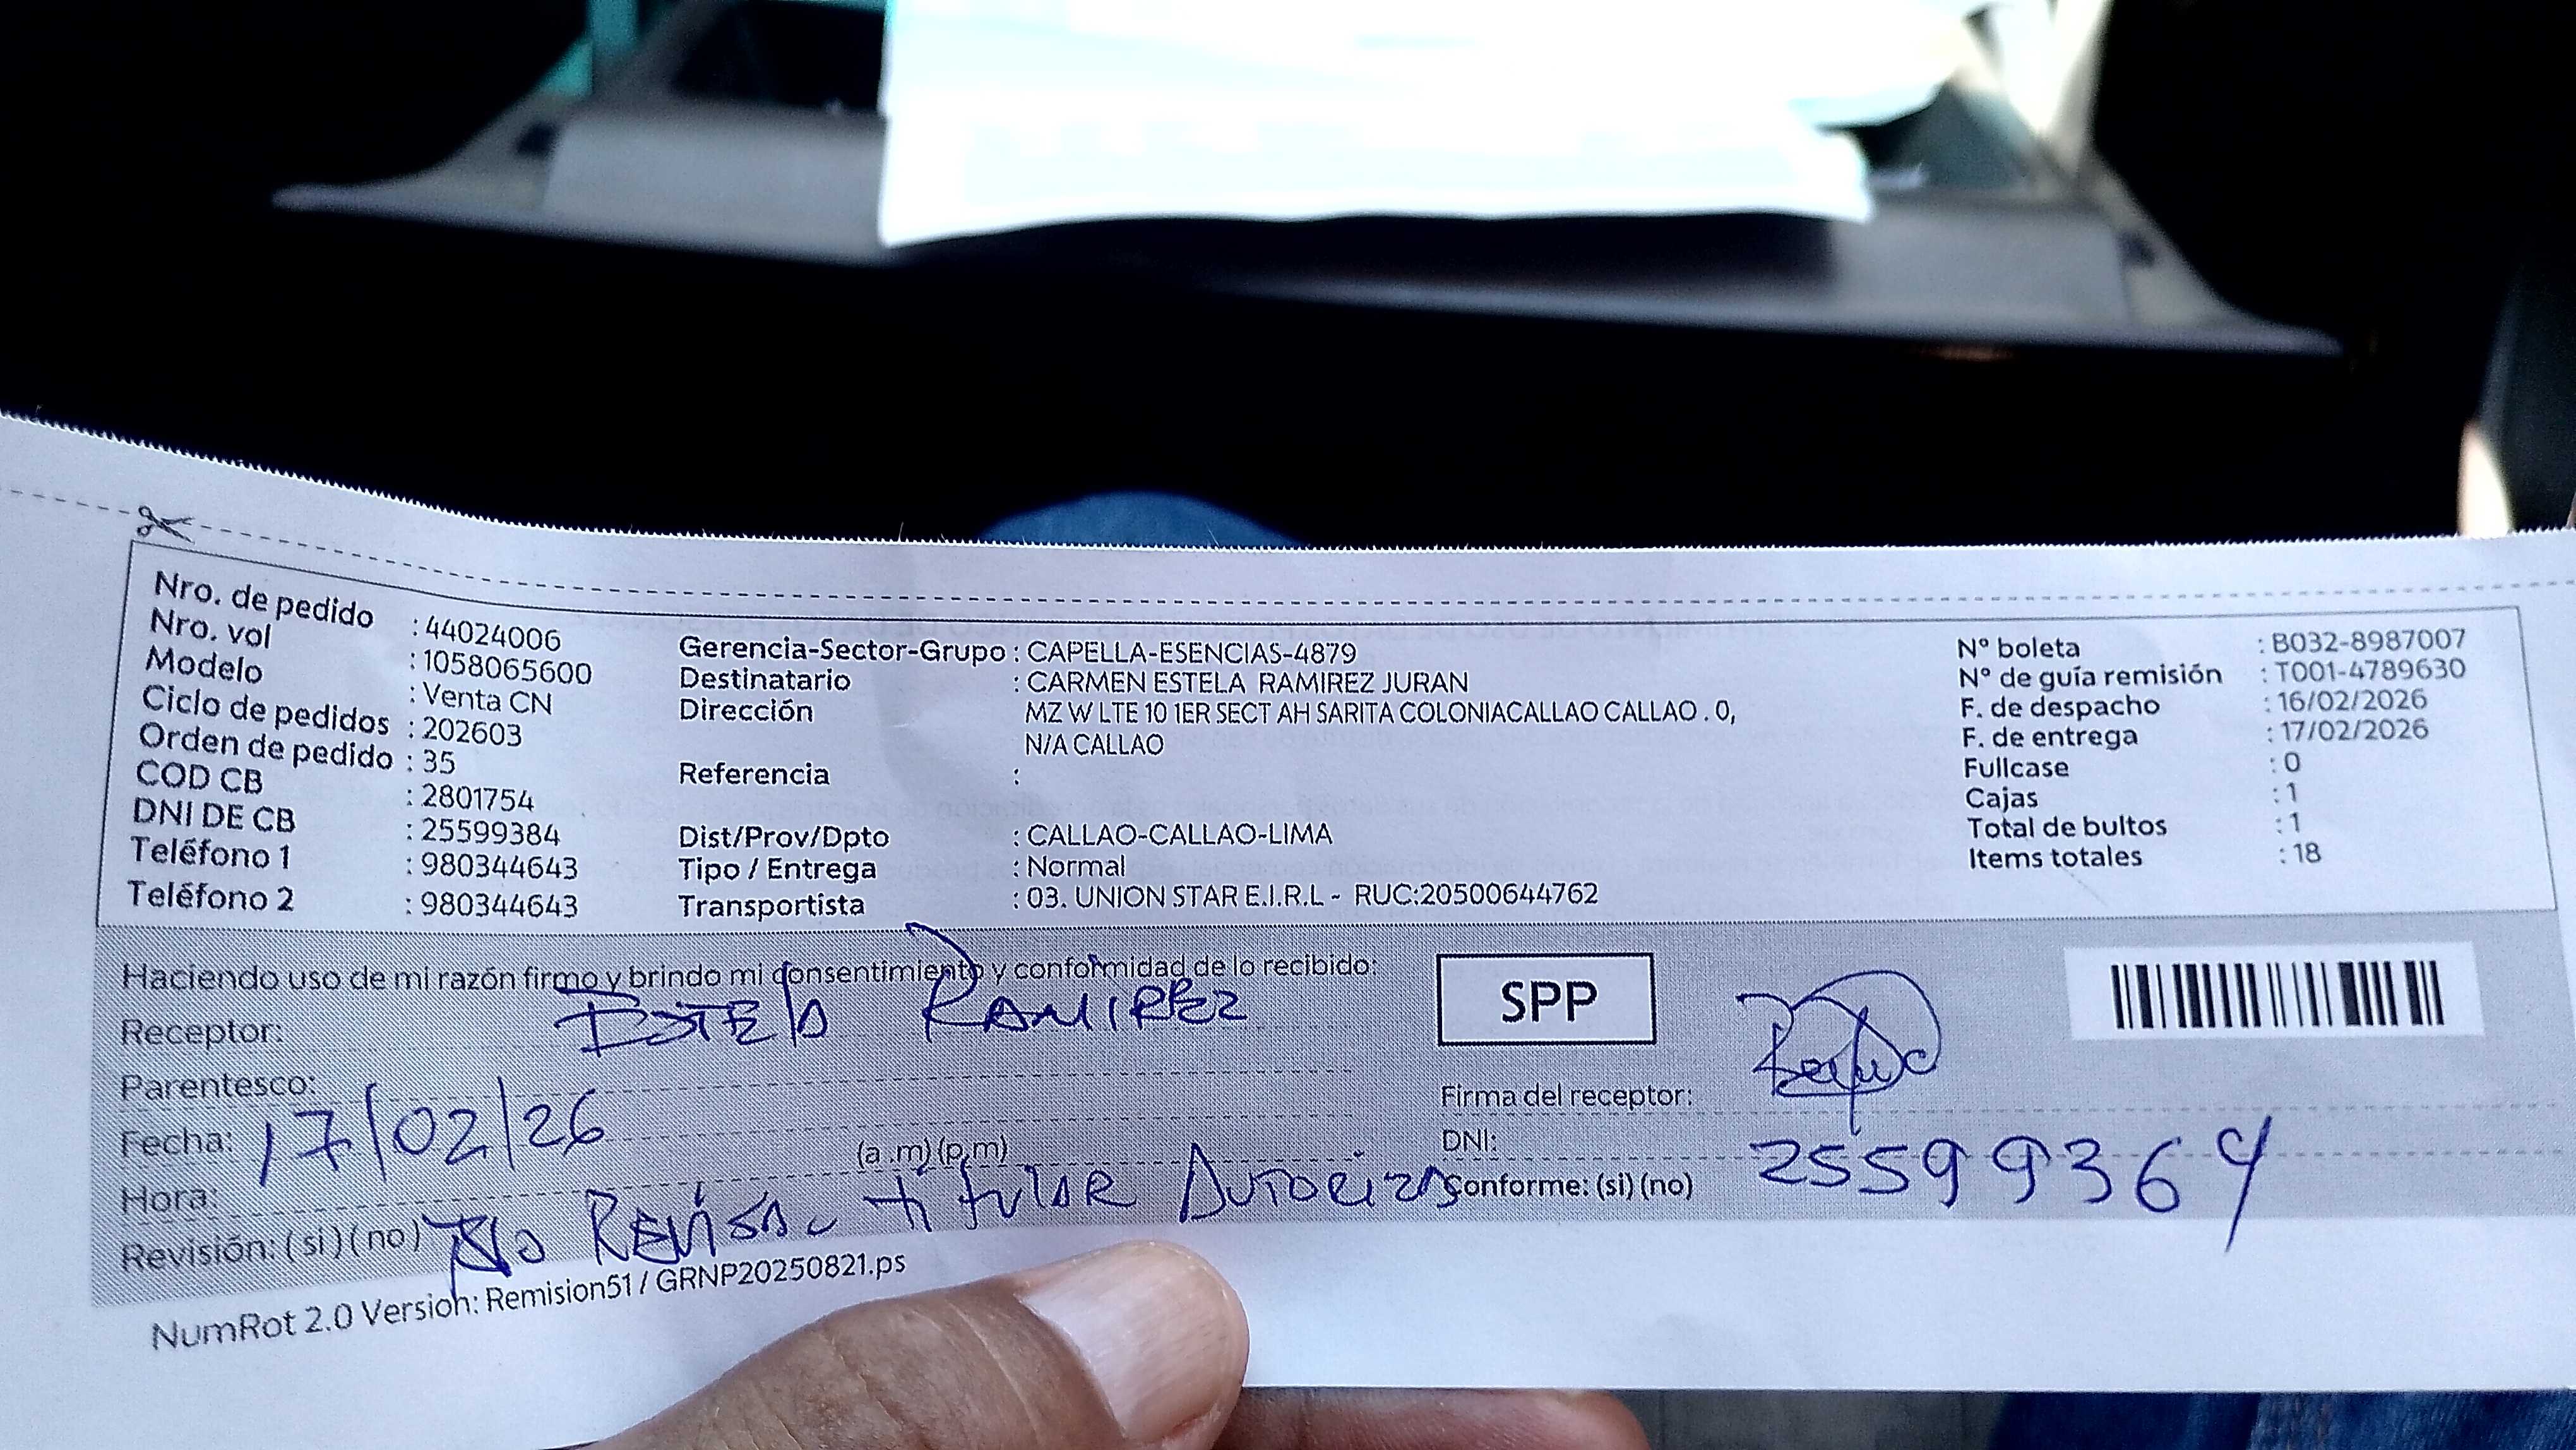 Nro. de pedido : 44024006
Nro. vol : 1058065600
Modelo : Venta CN
Ciclo de pedidos : 202603
Orden de pedido : 35
COD CB : 2801754
DNI DE CB : 25599384
Teléfono 1 : 980344643
Teléfono 2 : 980344643
Gerencia-Sector-Grupo : CAPELLA-ESENCIAS-4879
Destinatario : CARMEN ESTELA RAMIREZ JURAN
Dirección MZ W LTE 10 1ER SECT AH SARITA COLONIACALLAO CALLAO . 0,
N/A CALLAO
Referencia :
Dist/Prov/Dpto : CALLAO-CALLAO-LIMA
Tipo / Entrega : Normal
Transportista : 03. UNION STAR E.I.R.L - RUC:20500644762
N° boleta : B032-8987007
N° de guía remisión : T001-4789630
F. de despacho : 16/02/2026
F. de entrega : 17/02/2026
Fullcase : 0
Cajas : 1
Total de bultos : 1
Items totales : 18
Haciendo uso de mi razón firmo y brindo mi consentimiento y conformidad de lo recibido:
Receptor: ESTELA RAMIREZ
Parentesco:
Fecha: 17/02/26
Hora: (a .m) (p,m)
Revisión: (si) (no) No REVISA titulAR AUTORIZA
SPP
Firma del receptor:
DNI: 25599364
Conforme: (si) (no)
NumRot 2.0 Version: Remision51 / GRNP20250821.ps